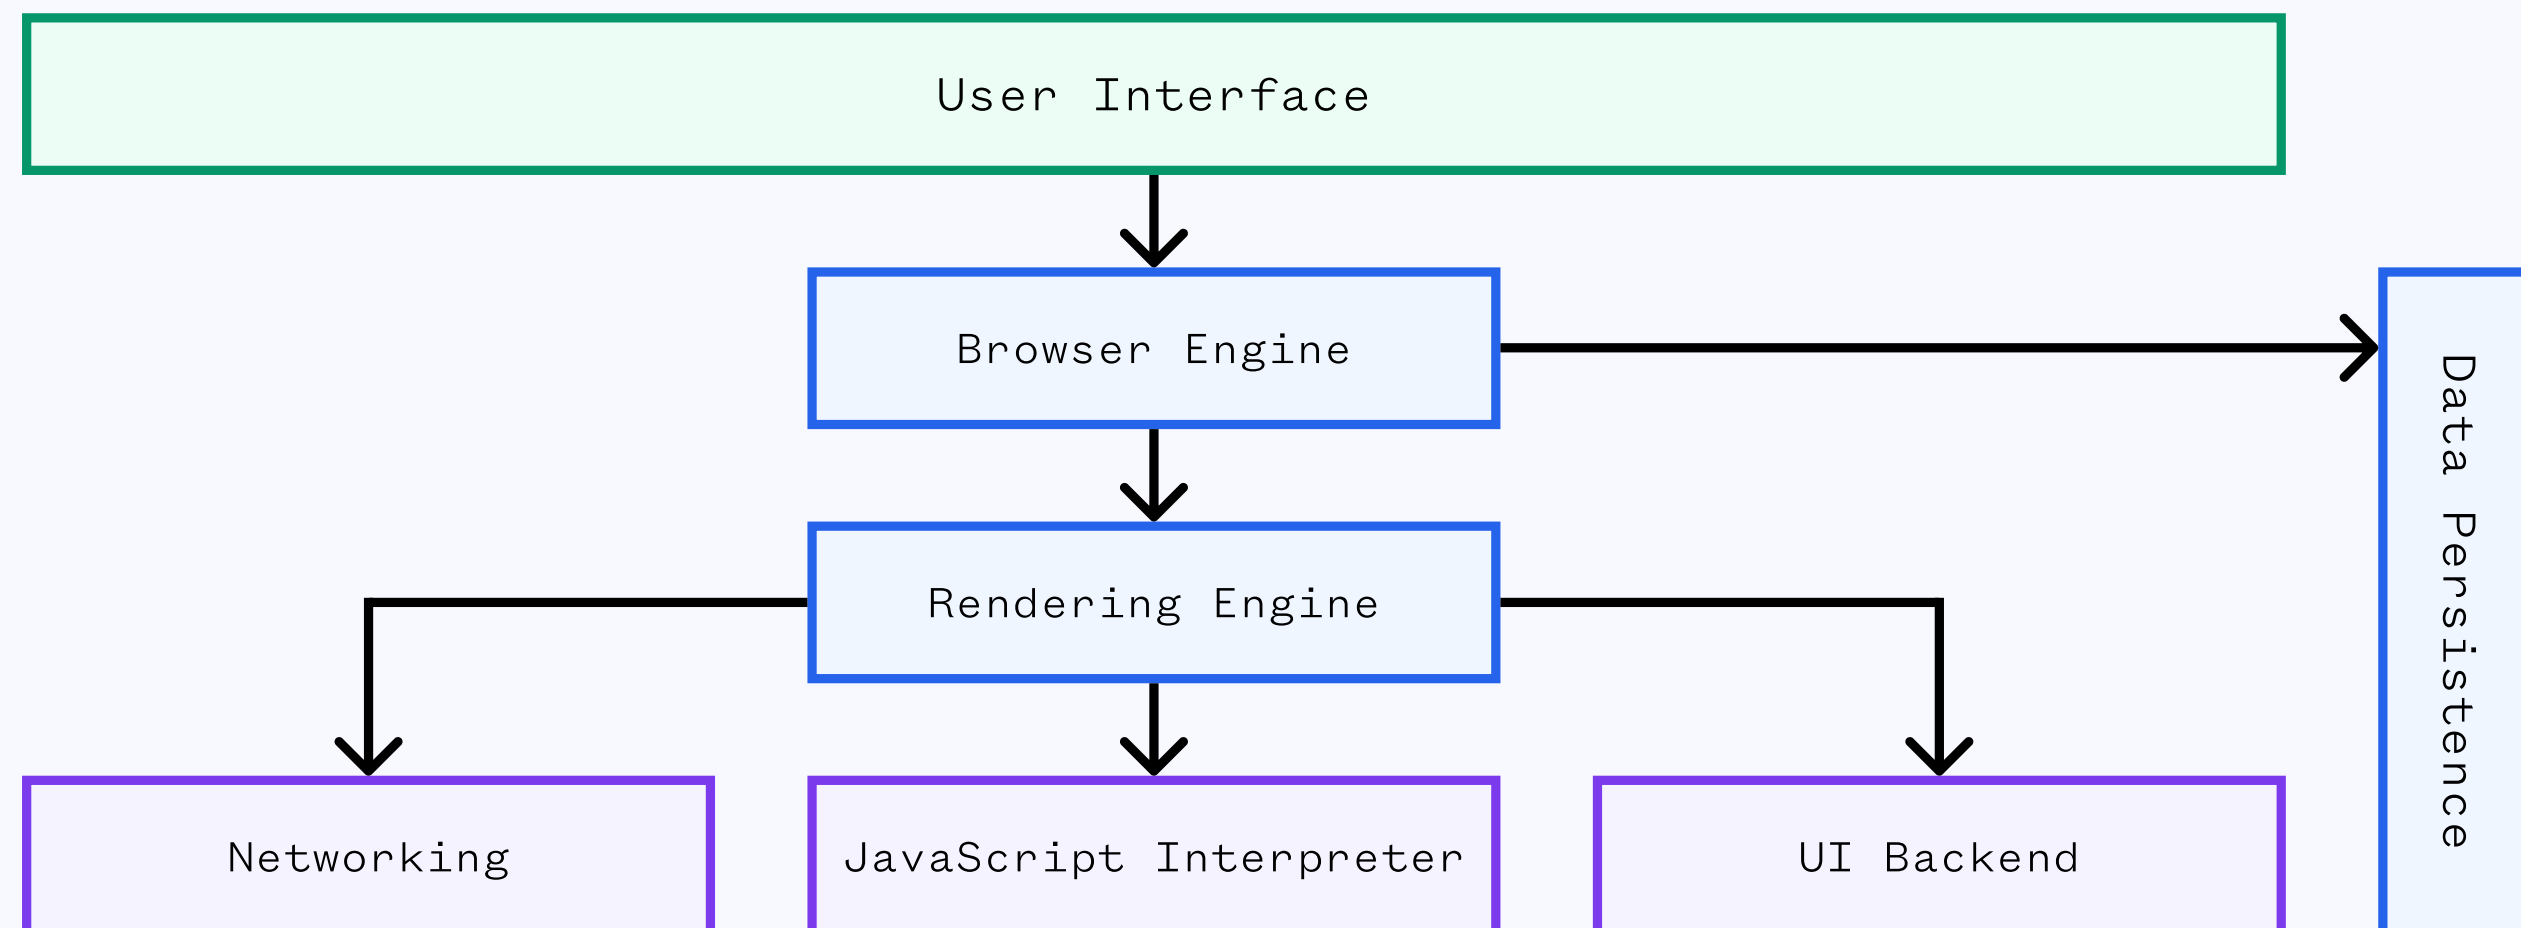 User Interface
Browser Engine
Data Persistence
Rendering Engine
Networking
JavaScript Interpreter
UI Backend